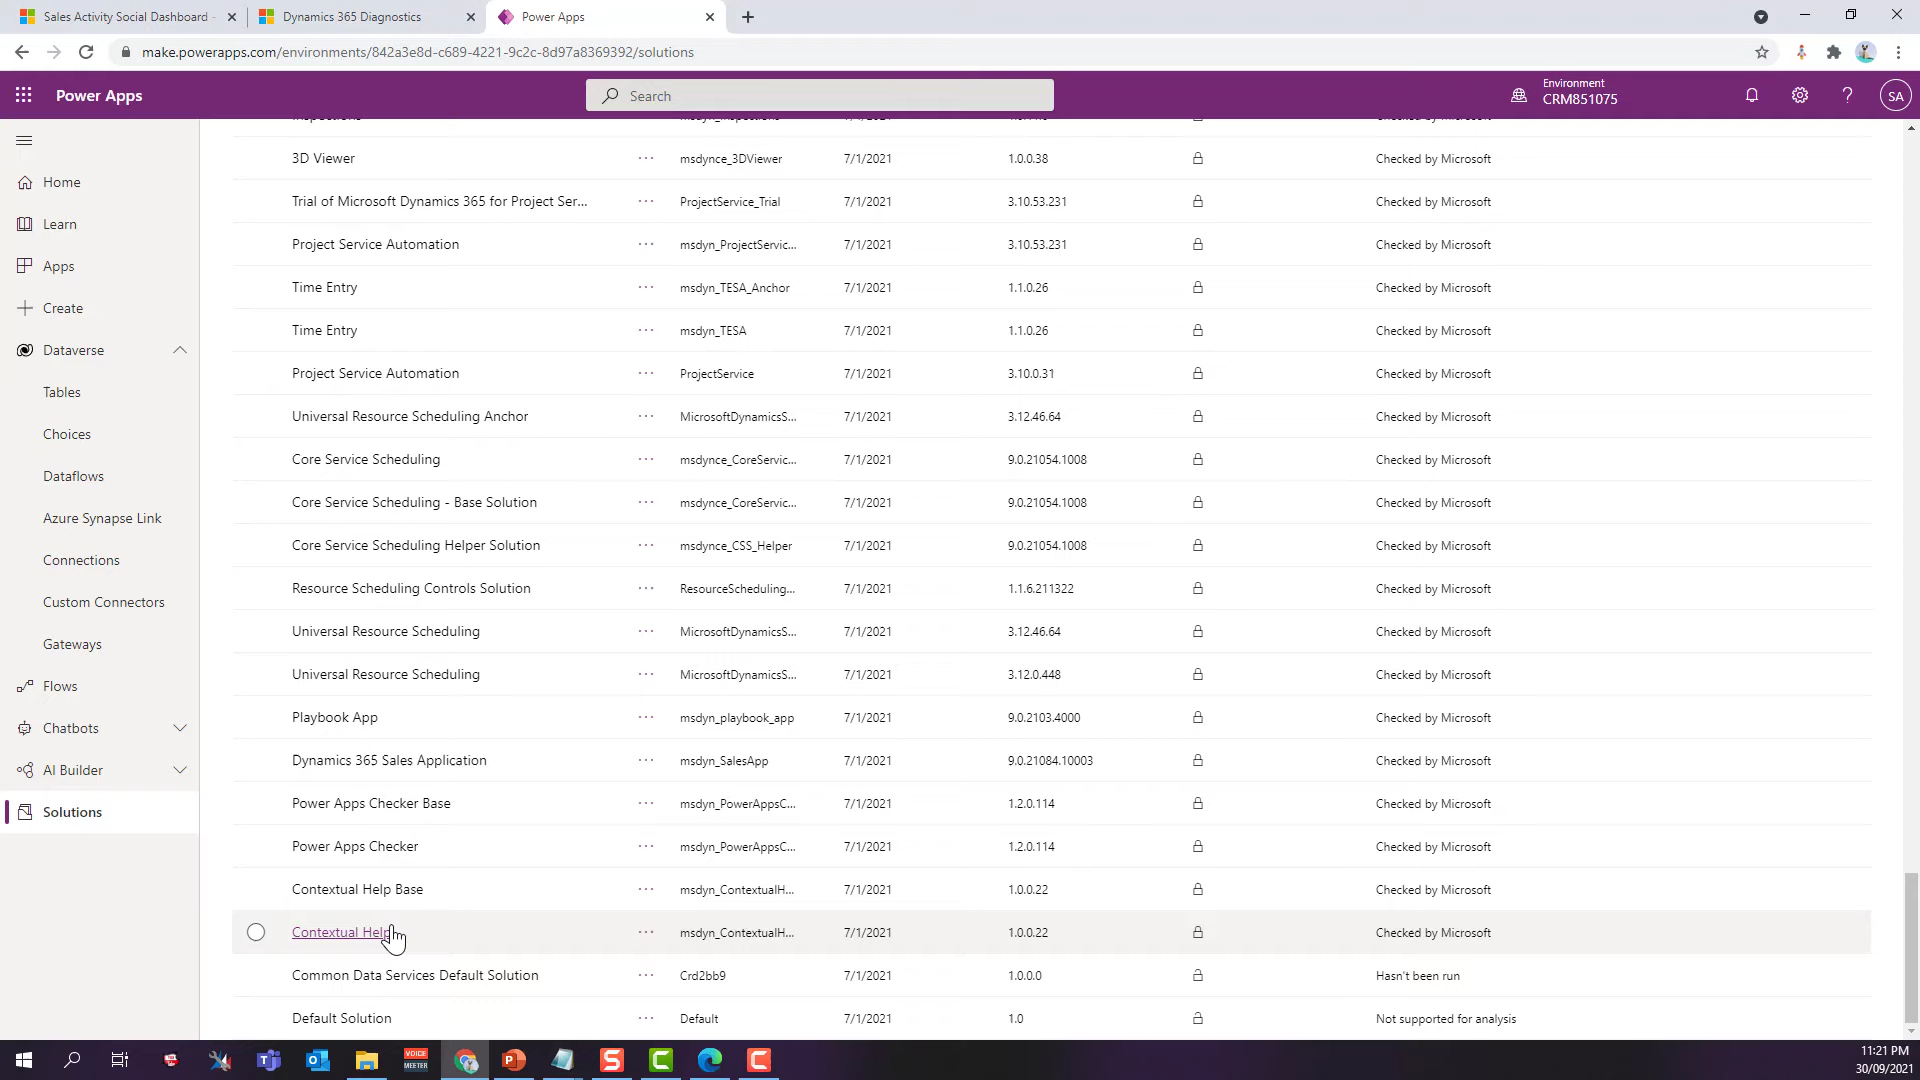 Sales Activity Social Dashboard -
Dynamics 365 Diagnostics
Power Apps
make.powerapps.com/environments/842a3e8d-c689-4221-9c2c-8d97a8369392/solutions
Power Apps
Search
Environment
CRM851075
SA
Home
Learn
Apps
Create
Dataverse
Tables
Choices
Dataflows
Azure Synapse Link
Connections
Custom Connectors
Gateways
Flows
Chatbots
AI Builder
Solutions
3D Viewer ··· msdynce_3DViewer 7/1/2021 1.0.0.38 Checked by Microsoft
Trial of Microsoft Dynamics 365 for Project Ser... ··· ProjectService_Trial 7/1/2021 3.10.53.231 Checked by Microsoft
Project Service Automation ··· msdyn_ProjectServic... 7/1/2021 3.10.53.231 Checked by Microsoft
Time Entry ··· msdyn_TESA_Anchor 7/1/2021 1.1.0.26 Checked by Microsoft
Time Entry ··· msdyn_TESA 7/1/2021 1.1.0.26 Checked by Microsoft
Project Service Automation ··· ProjectService 7/1/2021 3.10.0.31 Checked by Microsoft
Universal Resource Scheduling Anchor ··· MicrosoftDynamicsS... 7/1/2021 3.12.46.64 Checked by Microsoft
Core Service Scheduling ··· msdynce_CoreServic... 7/1/2021 9.0.21054.1008 Checked by Microsoft
Core Service Scheduling - Base Solution ··· msdynce_CoreServic... 7/1/2021 9.0.21054.1008 Checked by Microsoft
Core Service Scheduling Helper Solution ··· msdynce_CSS_Helper 7/1/2021 9.0.21054.1008 Checked by Microsoft
Resource Scheduling Controls Solution ··· ResourceScheduling... 7/1/2021 1.1.6.211322 Checked by Microsoft
Universal Resource Scheduling ··· MicrosoftDynamicsS... 7/1/2021 3.12.46.64 Checked by Microsoft
Universal Resource Scheduling ··· MicrosoftDynamicsS... 7/1/2021 3.12.0.448 Checked by Microsoft
Playbook App ··· msdyn_playbook_app 7/1/2021 9.0.2103.4000 Checked by Microsoft
Dynamics 365 Sales Application ··· msdyn_SalesApp 7/1/2021 9.0.21084.10003 Checked by Microsoft
Power Apps Checker Base ··· msdyn_PowerAppsC... 7/1/2021 1.2.0.114 Checked by Microsoft
Power Apps Checker ··· msdyn_PowerAppsC... 7/1/2021 1.2.0.114 Checked by Microsoft
Contextual Help Base ··· msdyn_ContextualH... 7/1/2021 1.0.0.22 Checked by Microsoft
Contextual Help ··· msdyn_ContextualH... 7/1/2021 1.0.0.22 Checked by Microsoft
Common Data Services Default Solution ··· Crd2bb9 7/1/2021 1.0.0.0 Hasn't been run
Default Solution ··· Default 7/1/2021 1.0 Not supported for analysis
VOICE
MEETER
11:21 PM
30/09/2021